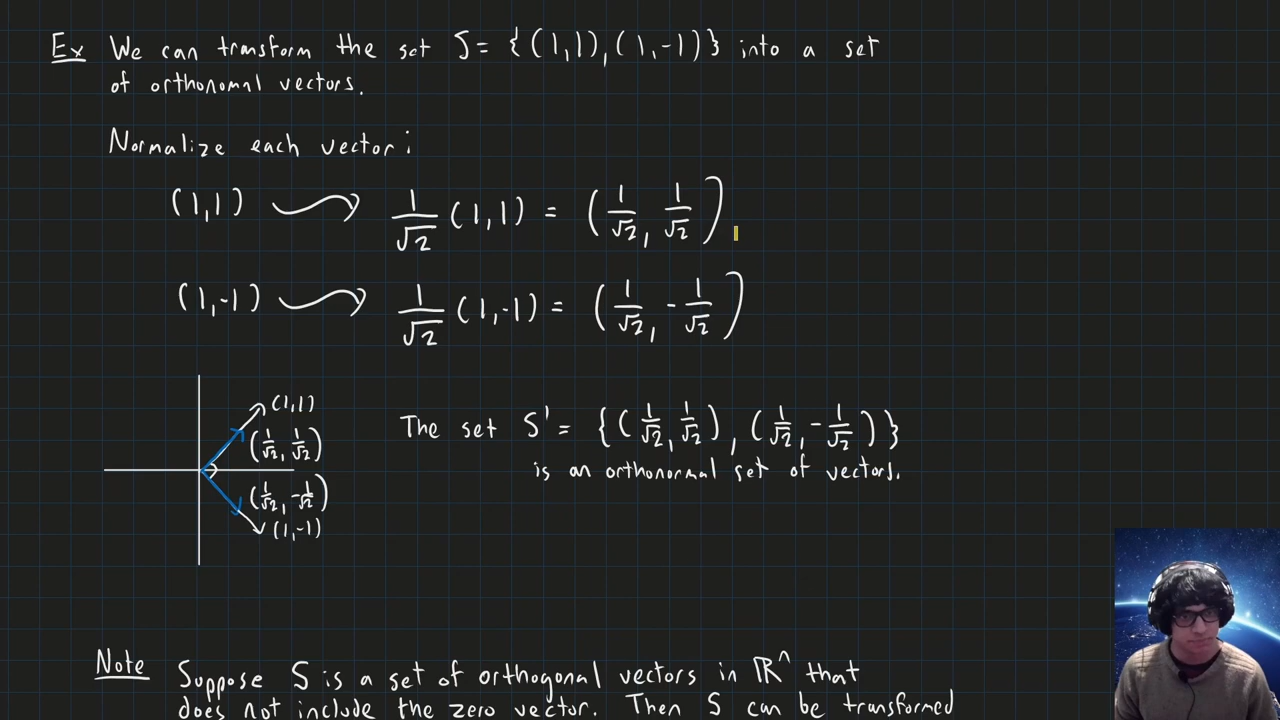 Ex We can transform the set S = {(1,1),(1,-1)} into a set
of orthonomal vectors.
Normalize each vector:
(1,1) ⟿ 1/√2 (1,1) = (1/√2, 1/√2)
(1,-1) ⟿ 1/√2 (1,-1) = (1/√2, -1/√2)
(1,1)
(1/√2, 1/√2)
(1/√2, -1/√2)
(1,-1)
The set S' = {(1/√2, 1/√2), (1/√2, -1/√2)}
is an orthonormal set of vectors.
Note Suppose S is a set of orthogonal vectors in ℝⁿ that
does not include the zero vector. Then S can be transformed